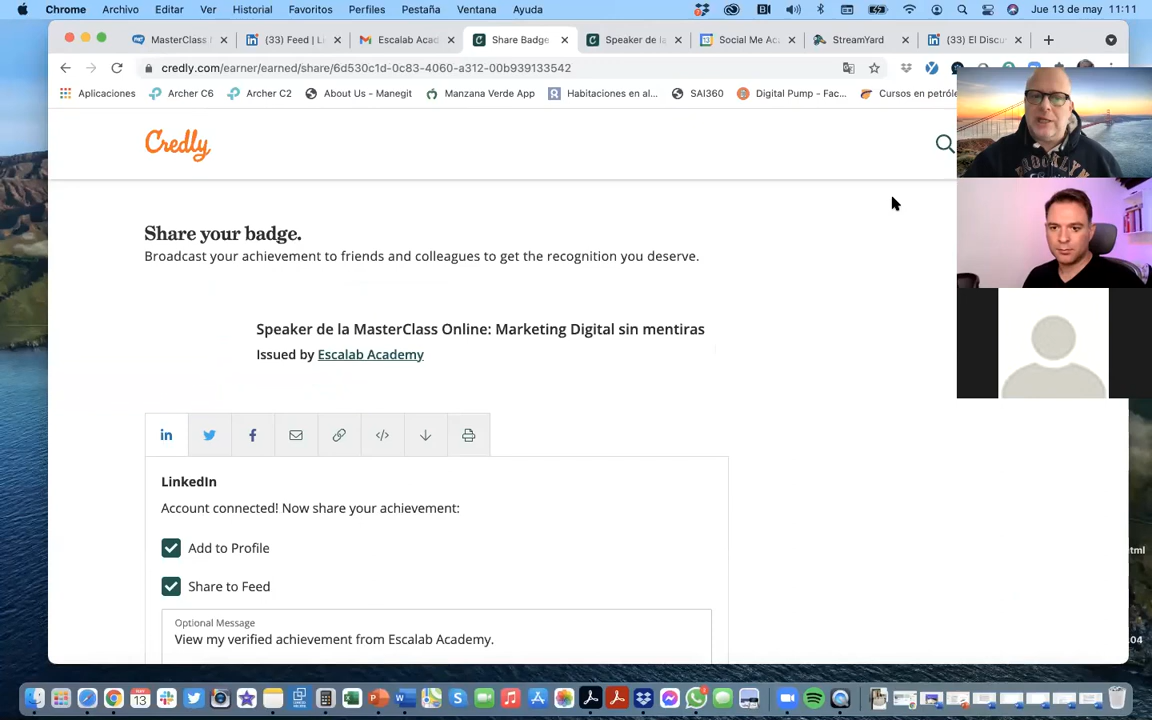 Chrome Archivo Editar Ver Historial Favoritos Perfiles Pestaña Ventana Ayuda Jue 13 de may 11:11
MasterClass (33) Feed | L Escalab Acad Share Badge Speaker de la Social Me Ac StreamYard (33) El Discu
credly.com/earner/earned/share/6d530c1d-0c83-4060-a312-00b939133542
Aplicaciones Archer C6 Archer C2 About Us - Manegit Manzana Verde App Habitaciones en al... SAI360 Digital Pump - Fac... Cursos en petróle
Credly
BROOKLYN
Share your badge.
Broadcast your achievement to friends and colleagues to get the recognition you deserve.
Speaker de la MasterClass Online: Marketing Digital sin mentiras
Issued by Escalab Academy
LinkedIn
Account connected! Now share your achievement:
Add to Profile
html
Share to Feed
Optional Message
View my verified achievement from Escalab Academy.
04
13